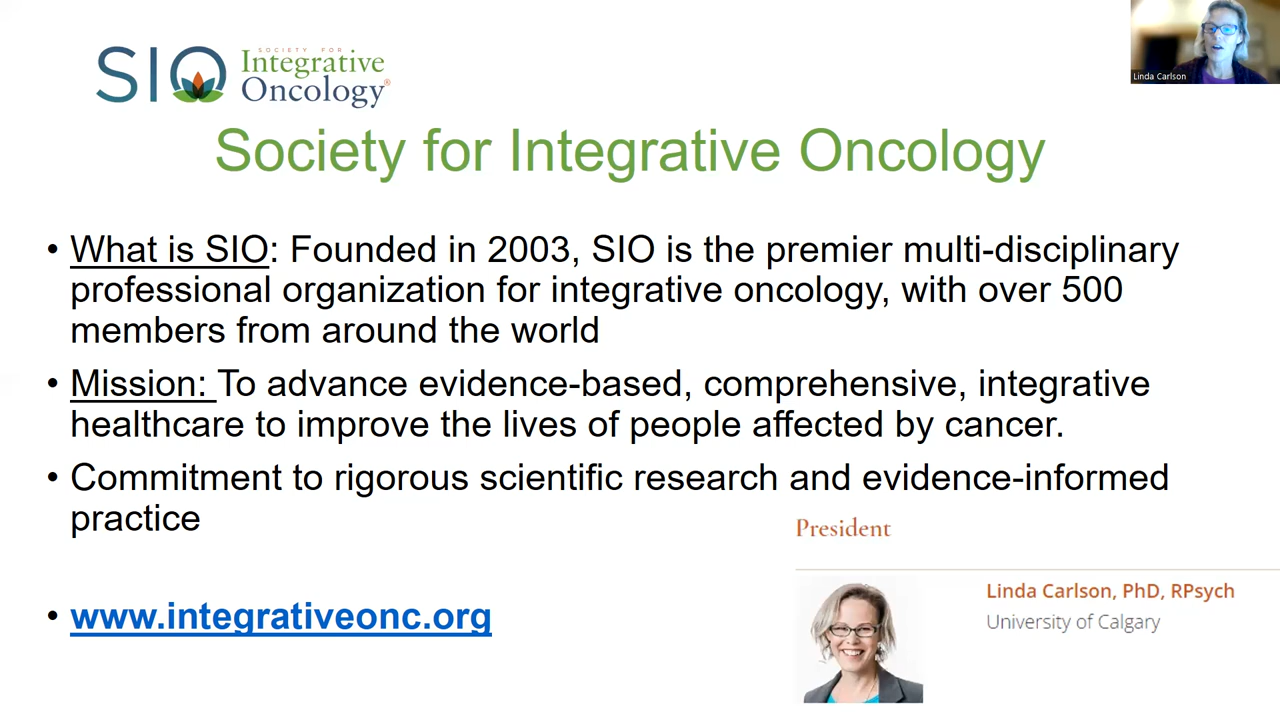 Linda Carlson
SIO
SOCIETY FOR
Integrative
Oncology®
Society for Integrative Oncology
• What is SIO: Founded in 2003, SIO is the premier multi-disciplinary
professional organization for integrative oncology, with over 500
members from around the world
• Mission: To advance evidence-based, comprehensive, integrative
healthcare to improve the lives of people affected by cancer.
• Commitment to rigorous scientific research and evidence-informed
practice
President
Linda Carlson, PhD, RPsych
University of Calgary
• www.integrativeonc.org